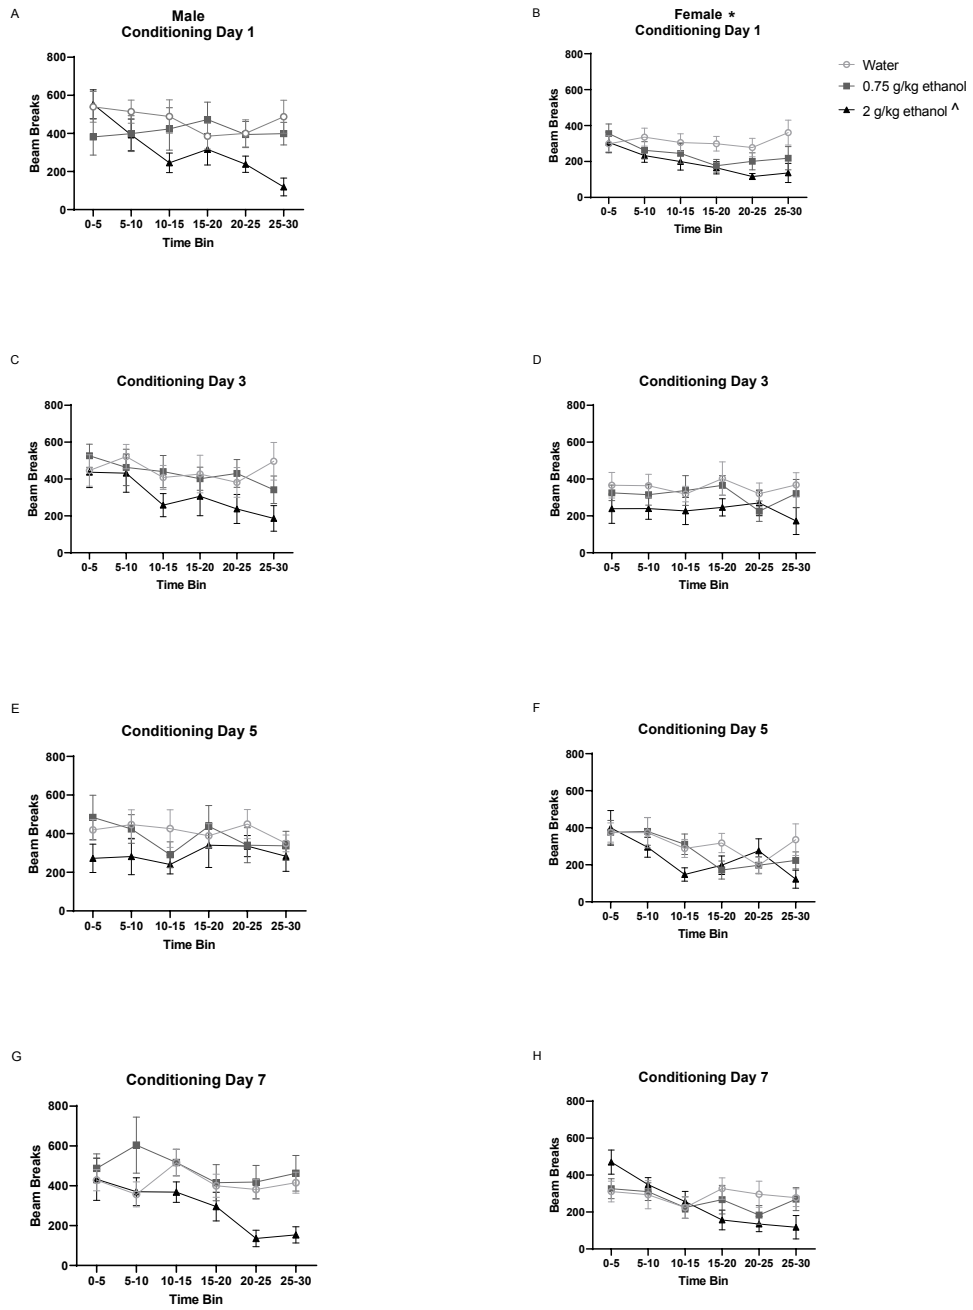 A
Male
Conditioning Day 1
800
600
400
200
0
Beam Breaks
0-5 5-10 10-15 15-20 20-25 25-30
Time Bin
B
Female *
Conditioning Day 1
800
600
400
200
0
Beam Breaks
0-5 5-10 10-15 15-20 20-25 25-30
Time Bin
Water
0.75 g/kg ethanol
2 g/kg ethanol ^
C
Conditioning Day 3
800
600
400
200
0
Beam Breaks
0-5 5-10 10-15 15-20 20-25 25-30
Time Bin
D
Conditioning Day 3
800
600
400
200
0
Beam Breaks
0-5 5-10 10-15 15-20 20-25 25-30
Time Bin
E
Conditioning Day 5
800
600
400
200
0
Beam Breaks
0-5 5-10 10-15 15-20 20-25 25-30
Time Bin
F
Conditioning Day 5
800
600
400
200
0
Beam Breaks
0-5 5-10 10-15 15-20 20-25 25-30
Time Bin
G
Conditioning Day 7
800
600
400
200
0
Beam Breaks
0-5 5-10 10-15 15-20 20-25 25-30
Time Bin
H
Conditioning Day 7
800
600
400
200
0
Beam Breaks
0-5 5-10 10-15 15-20 20-25 25-30
Time Bin